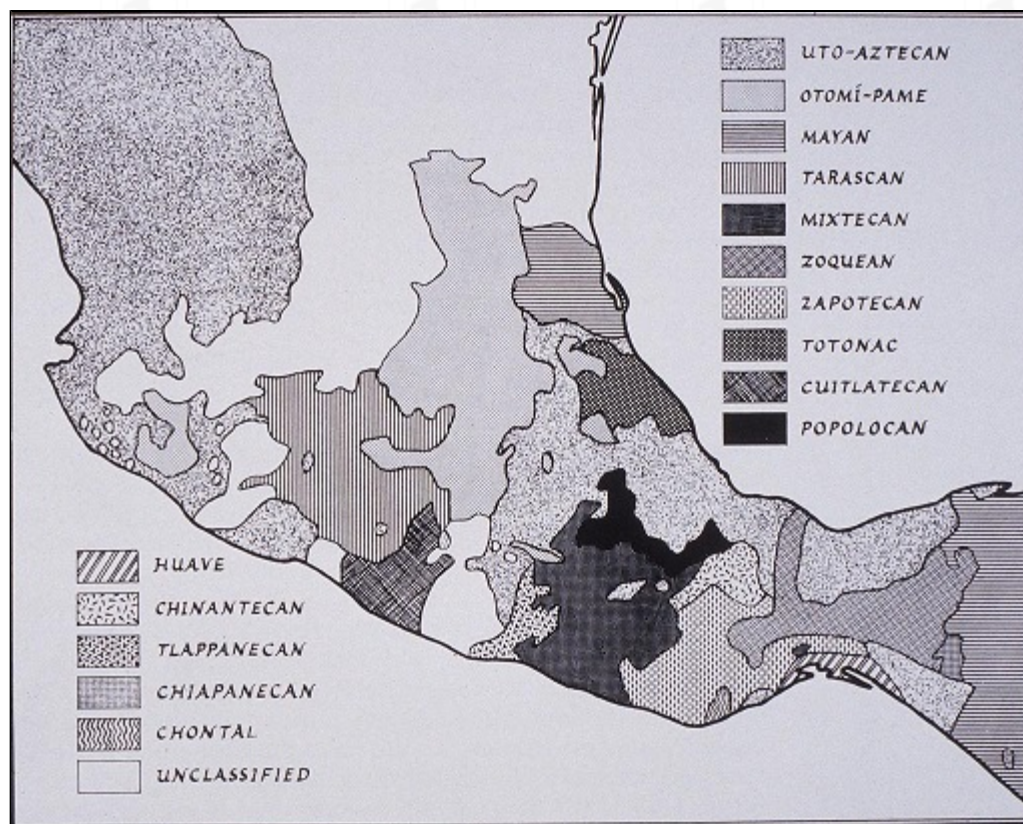 UTO-AZTECAN
OTOMÍ-PAME
MAYAN
TARASCAN
MIXTECAN
ZOQUEAN
ZAPOTECAN
TOTONAC
CUITLATECAN
POPOLOCAN
HUAVE
CHINANTECAN
TLAPPANECAN
CHIAPANECAN
CHONTAL
UNCLASSIFIED